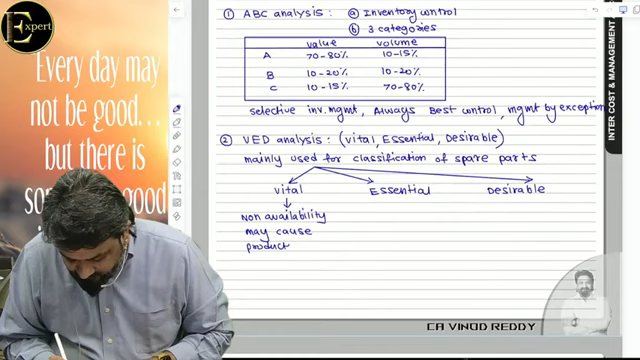 Expert
Every day may
not be good...
but there is
good
① ABC analysis : ⓐ Inventory control
ⓑ 3 categories
value volume
A 70-80% 10-15%
B 10-20% 10-20%
C 10-15% 70-80%
selective inv.mgmt, Always Best control, mgmt by exception
② VED analysis : (vital, Essential, Desirable)
mainly used for classification of spare parts
vital Essential Desirable
Non availability
may cause
product
INTER COST & MANAGEMENT
CA VINOD REDDY